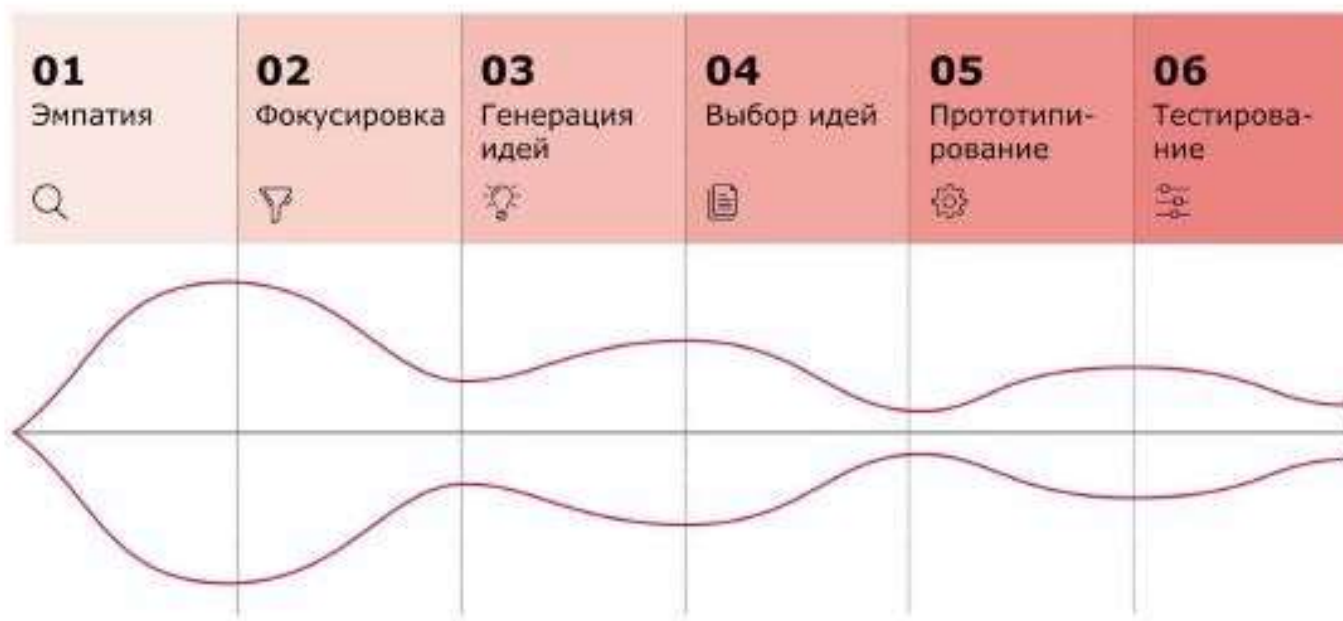 01
Эмпатия
02
Фокусировка
03
Генерация
идей
04
Выбор идей
05
Прототипи-
рование
06
Тестирова-
ние